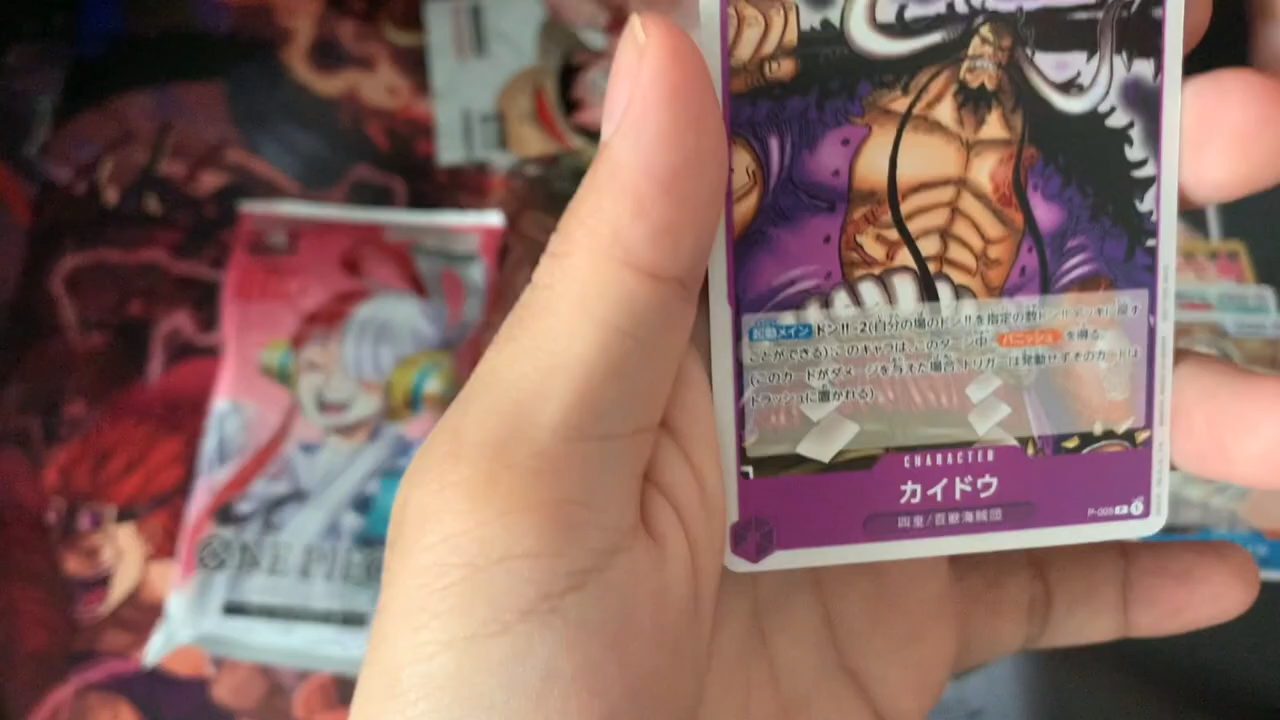 起動メイン ドン!!-2(自分の場のドン!!を指定の数ドン!!デッキに戻す
ことができる):このキャラは、このターン中、バニッシュを得る。
(このカードがダメージを与えた場合、トリガーは発動せずそのカードは
トラッシュに置かれる)
CHARACTER
カイドウ
四皇/百獣海賊団
P-005 P 1
ONE PIE